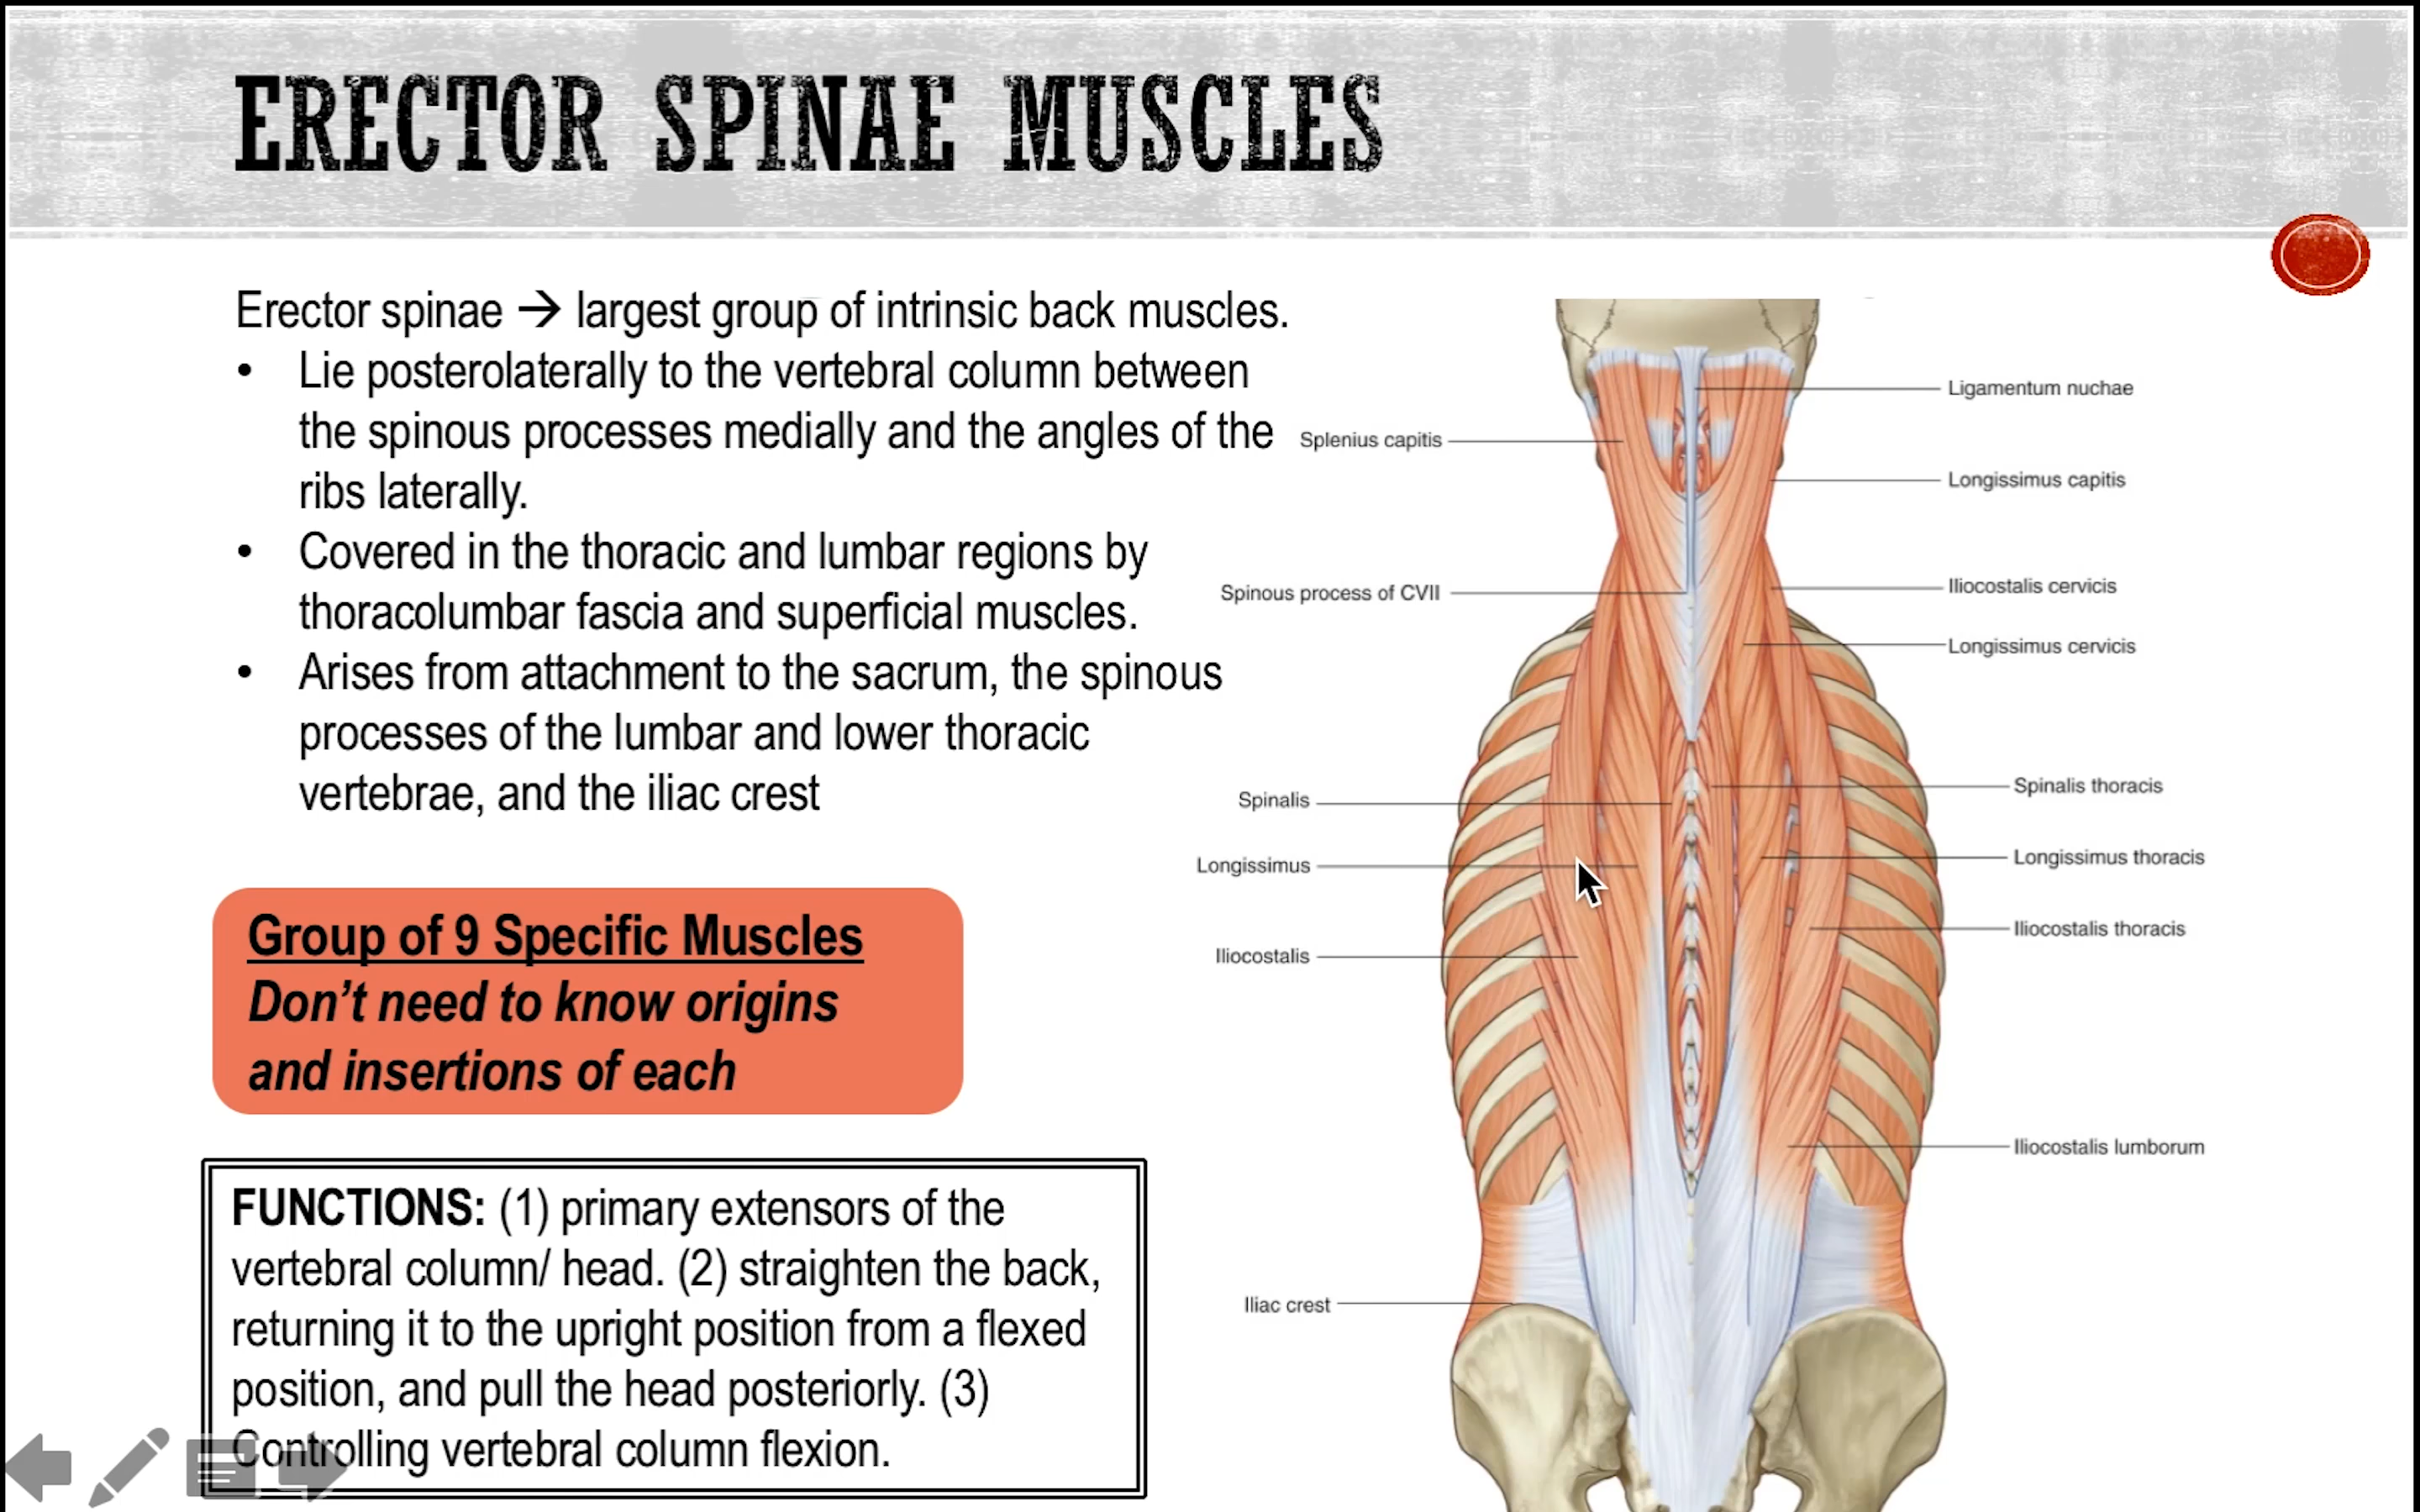 ERECTOR SPINAE MUSCLES
Erector spinae → largest group of intrinsic back muscles.
• Lie posterolaterally to the vertebral column between
the spinous processes medially and the angles of the
ribs laterally.
• Covered in the thoracic and lumbar regions by
thoracolumbar fascia and superficial muscles.
• Arises from attachment to the sacrum, the spinous
processes of the lumbar and lower thoracic
vertebrae, and the iliac crest
Group of 9 Specific Muscles
Don't need to know origins
and insertions of each
FUNCTIONS: (1) primary extensors of the
vertebral column/ head. (2) straighten the back,
returning it to the upright position from a flexed
position, and pull the head posteriorly. (3)
Controlling vertebral column flexion.
Splenius capitis
Spinous process of CVII
Spinalis
Longissimus
Iliocostalis
Iliac crest
Ligamentum nuchae
Longissimus capitis
Iliocostalis cervicis
Longissimus cervicis
Spinalis thoracis
Longissimus thoracis
Iliocostalis thoracis
Iliocostalis lumborum